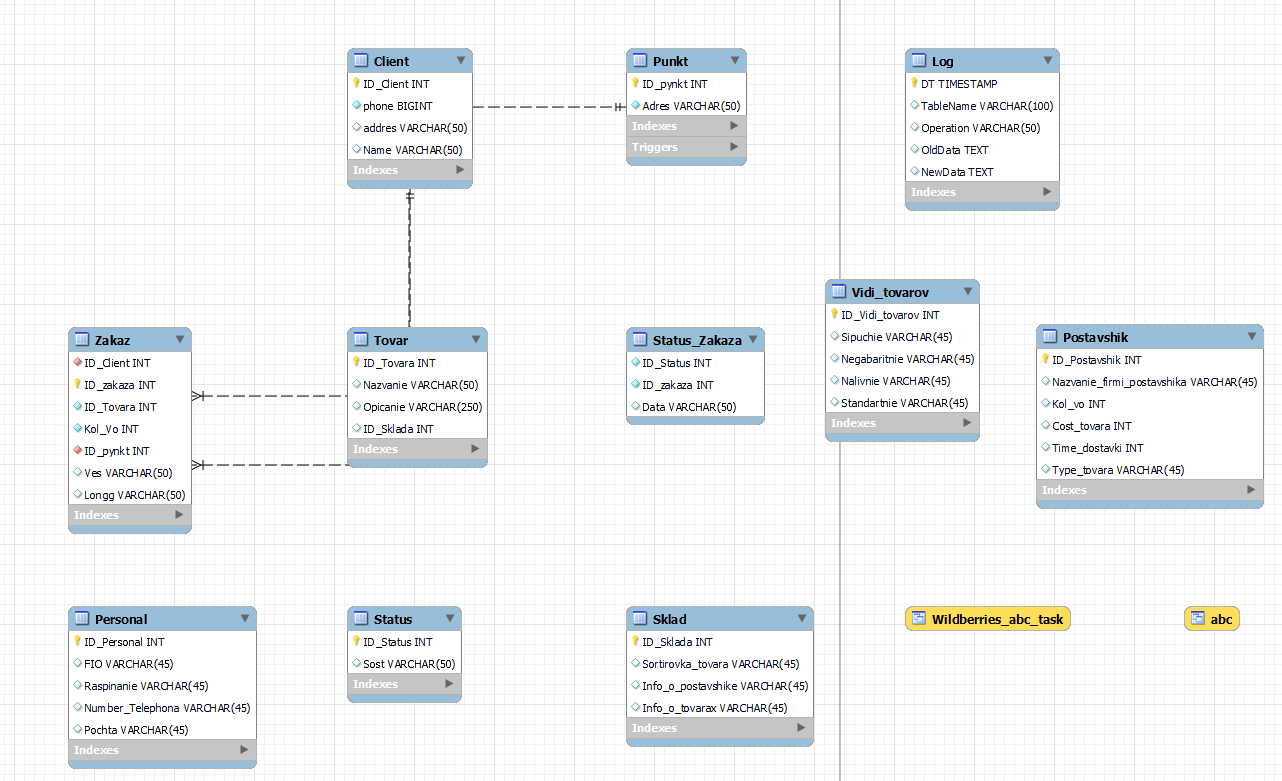 Client
ID_Client INT
phone BIGINT
addres VARCHAR(50)
Name VARCHAR(50)
Indexes
Punkt
ID_pynkt INT
Adres VARCHAR(50)
Indexes
Triggers
Log
DT TIMESTAMP
TableName VARCHAR(100)
Operation VARCHAR(50)
OldData TEXT
NewData TEXT
Indexes
Zakaz
ID_Client INT
ID_zakaza INT
ID_Tovara INT
Kol_Vo INT
ID_pynkt INT
Ves VARCHAR(50)
Longg VARCHAR(50)
Indexes
Tovar
ID_Tovara INT
Nazvanie VARCHAR(50)
Opicanie VARCHAR(250)
ID_Sklada INT
Indexes
Status_Zakaza
ID_Status INT
ID_zakaza INT
Data VARCHAR(50)
Vidi_tovarov
ID_Vidi_tovarov INT
Sipuchie VARCHAR(45)
Negabaritnie VARCHAR(45)
Nalivnie VARCHAR(45)
Standartnie VARCHAR(45)
Indexes
Postavshik
ID_Postavshik INT
Nazvanie_firmi_postavshika VARCHAR(45)
Kol_vo INT
Cost_tovara INT
Time_dostavki INT
Type_tovara VARCHAR(45)
Indexes
Personal
ID_Personal INT
FIO VARCHAR(45)
Raspinanie VARCHAR(45)
Number_Telephona VARCHAR(45)
Pochta VARCHAR(45)
Indexes
Status
ID_Status INT
Sost VARCHAR(50)
Indexes
Sklad
ID_Sklada INT
Sortirovka_tovara VARCHAR(45)
Info_o_postavshike VARCHAR(45)
Info_o_tovarax VARCHAR(45)
Indexes
Wildberries_abc_task
abc